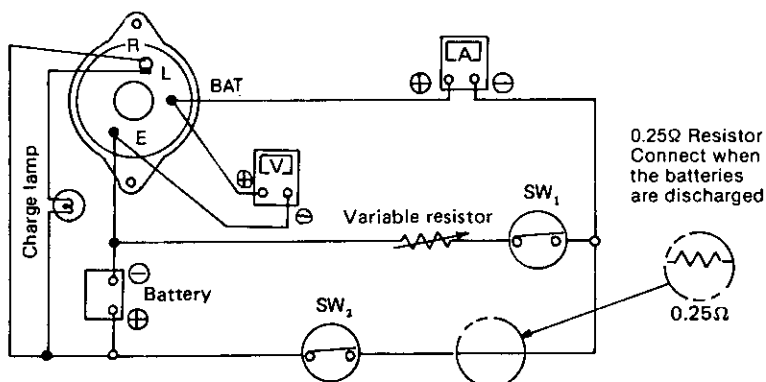 R
L
BAT
E
A
⊕
⊖
V
⊕
⊖
0.25Ω Resistor
Connect when
the batteries
are discharged
Charge lamp
Variable resistor
SW₁
⊖
Battery
⊕
SW₂
0.25Ω